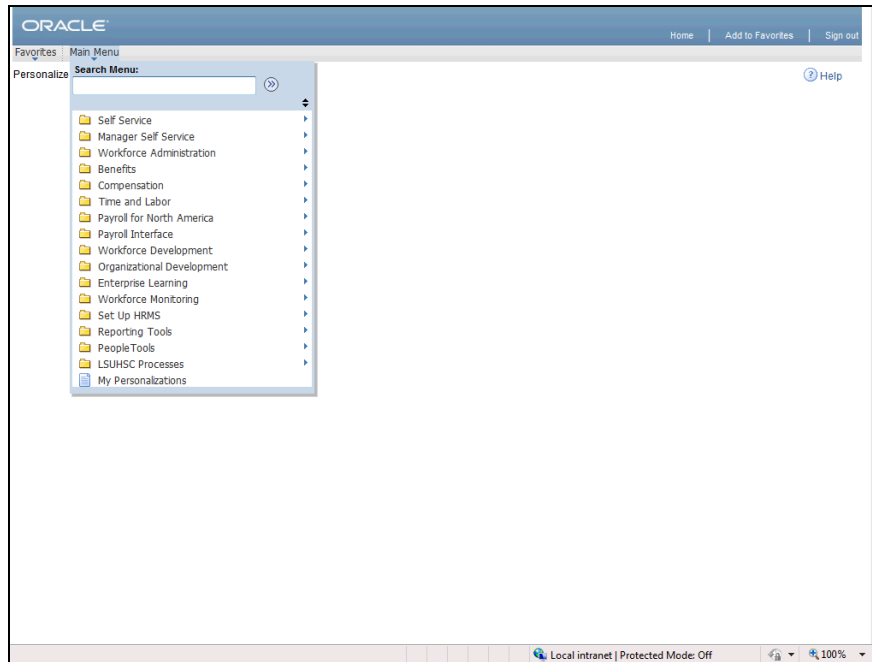 ORACLE
Home | Add to Favorites | Sign out
Favorites Main Menu
Personalize
Search Menu:
Help
Self Service
Manager Self Service
Workforce Administration
Benefits
Compensation
Time and Labor
Payroll for North America
Payroll Interface
Workforce Development
Organizational Development
Enterprise Learning
Workforce Monitoring
Set Up HRMS
Reporting Tools
PeopleTools
LSUHSC Processes
My Personalizations
Local intranet | Protected Mode: Off 100%